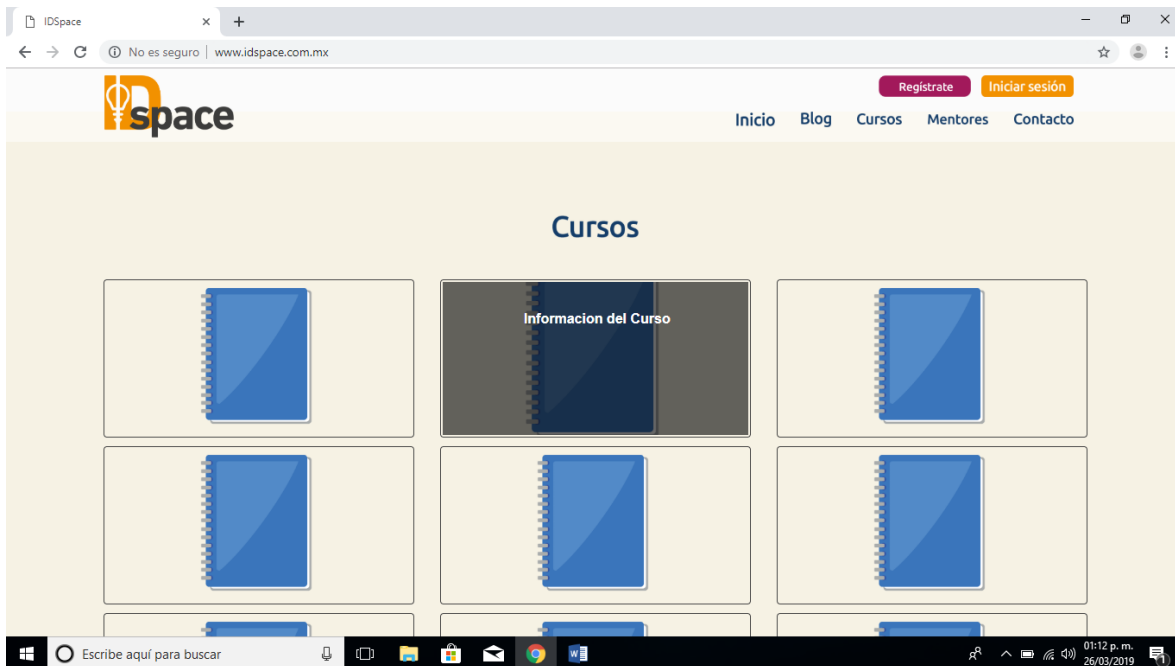 IDSpace
No es seguro | www.idspace.com.mx
IDspace
Regístrate
Iniciar sesión
Inicio
Blog
Cursos
Mentores
Contacto
Cursos
Informacion del Curso
Escribe aquí para buscar
01:12 p. m.
26/03/2019